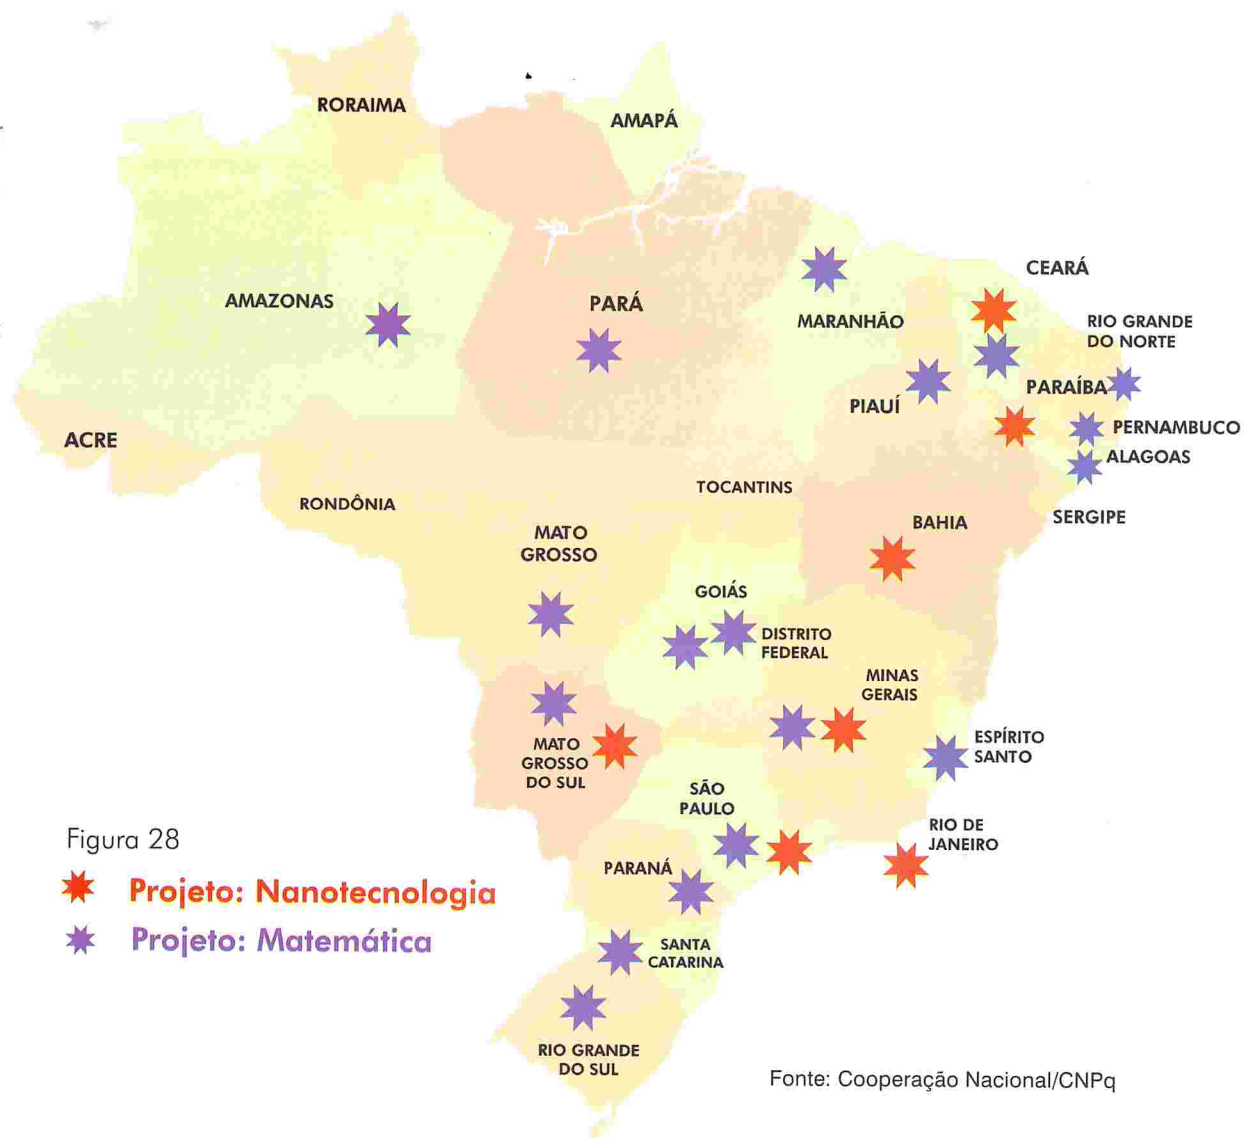 RORAIMA
AMAPÁ
AMAZONAS
PARÁ
CEARÁ
MARANHÃO
RIO GRANDE
DO NORTE
PIAUÍ
PARAÍBA
PERNAMBUCO
ACRE
ALAGOAS
TOCANTINS
RONDÔNIA
SERGIPE
BAHIA
MATO
GROSSO
GOIÁS
DISTRITO
FEDERAL
MINAS
GERAIS
ESPÍRITO
SANTO
MATO
GROSSO
DO SUL
SÃO
PAULO
RIO DE
JANEIRO
PARANÁ
SANTA
CATARINA
RIO GRANDE
DO SUL
Figura 28
Projeto: Nanotecnologia
Projeto: Matemática
Fonte: Cooperação Nacional/CNPq